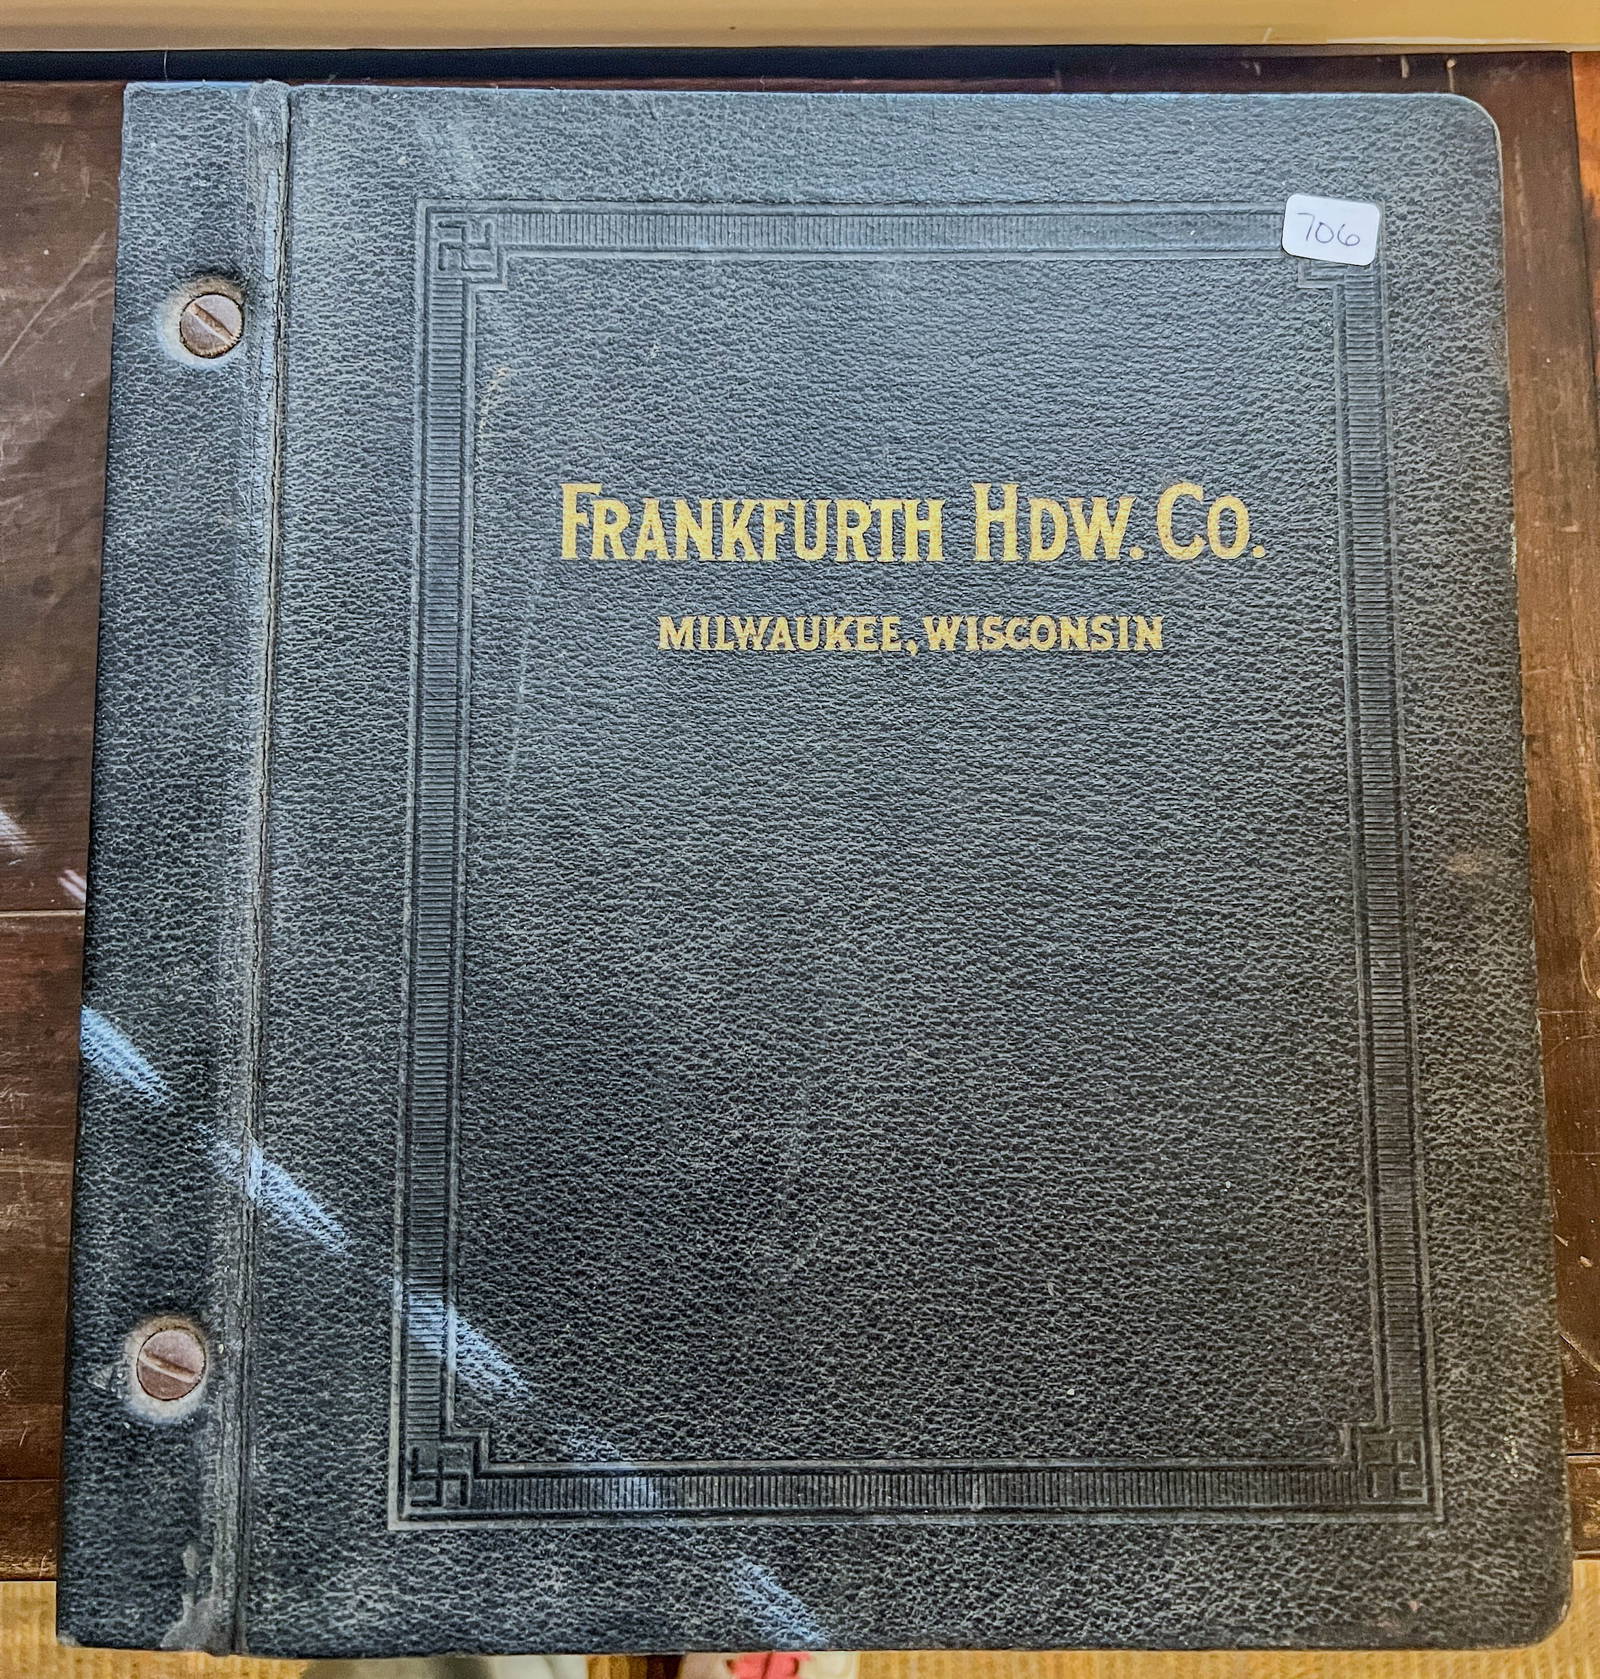 706
FRANKFURTH HDW. CO.
MILWAUKEE, WISCONSIN